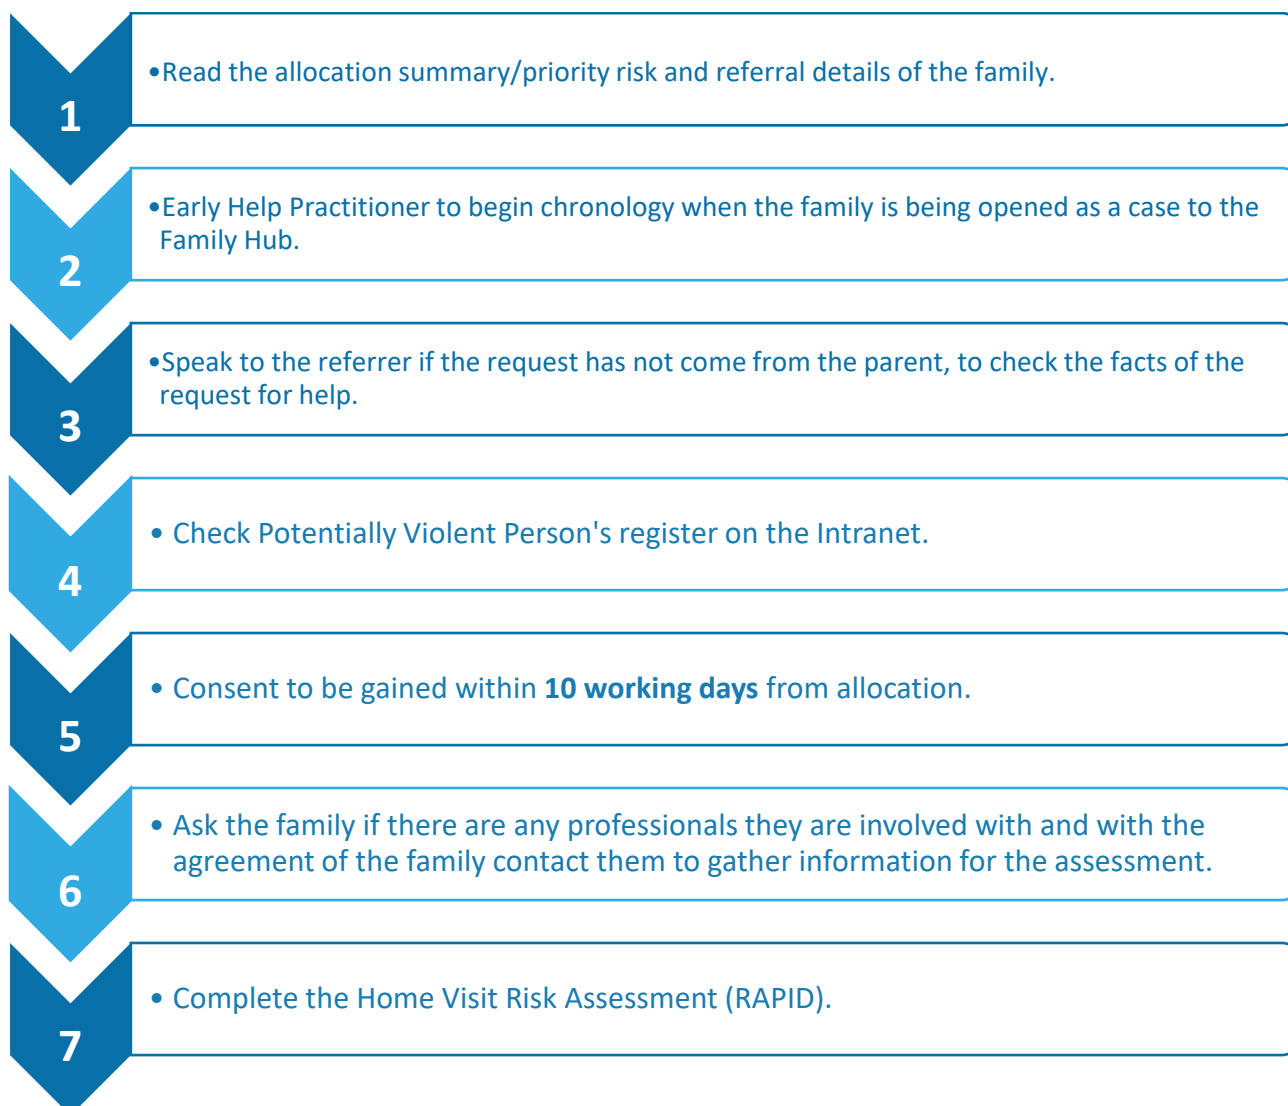 1
•Read the allocation summary/priority risk and referral details of the family.
2
•Early Help Practitioner to begin chronology when the family is being opened as a case to the
Family Hub.
3
•Speak to the referrer if the request has not come from the parent, to check the facts of the
request for help.
4
• Check Potentially Violent Person's register on the Intranet.
5
• Consent to be gained within 10 working days from allocation.
6
• Ask the family if there are any professionals they are involved with and with the
agreement of the family contact them to gather information for the assessment.
7
• Complete the Home Visit Risk Assessment (RAPID).